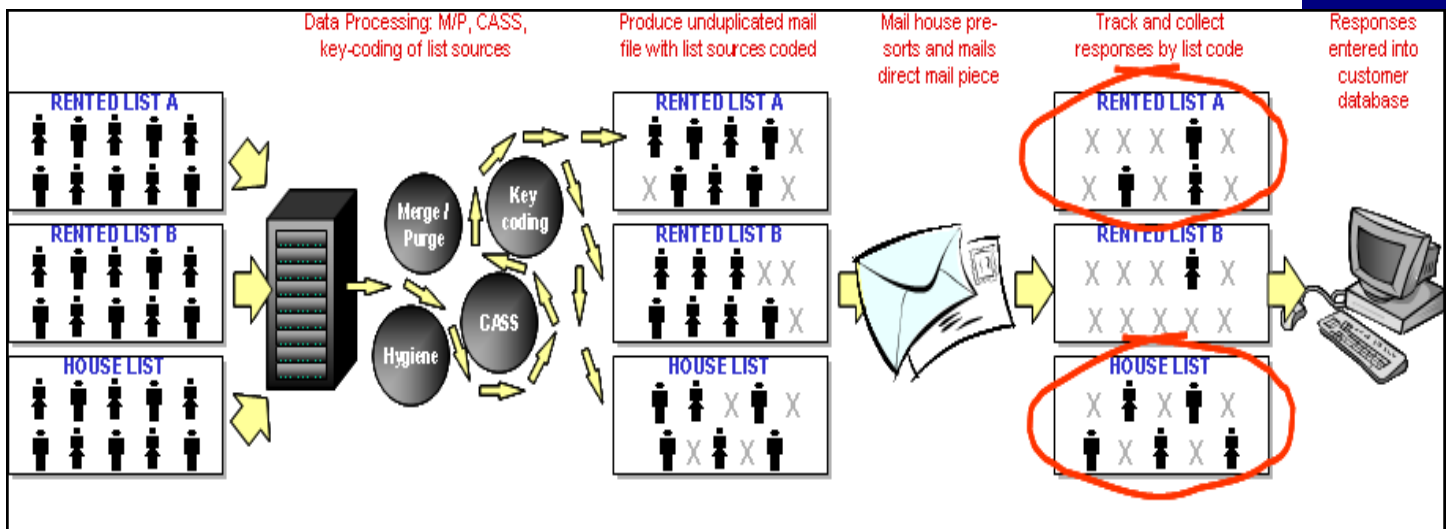 Data Processing: M/P, CASS,
key-coding of list sources
Produce unduplicated mail
file with list sources coded
Mail house pre-
sorts and mails
direct mail piece
Track and collect
responses by list code
Responses
entered into
customer
database
RENTED LIST A
RENTED LIST B
HOUSE LIST
Merge /
Purge
Key
coding
CASS
Hygiene
RENTED LIST A
X
X X
RENTED LIST B
X X
X
HOUSE LIST
X X
X X
RENTED LIST A
X X X
X X X
RENTED LIST B
X X X X
X X X X X
HOUSE LIST
X X X
X X